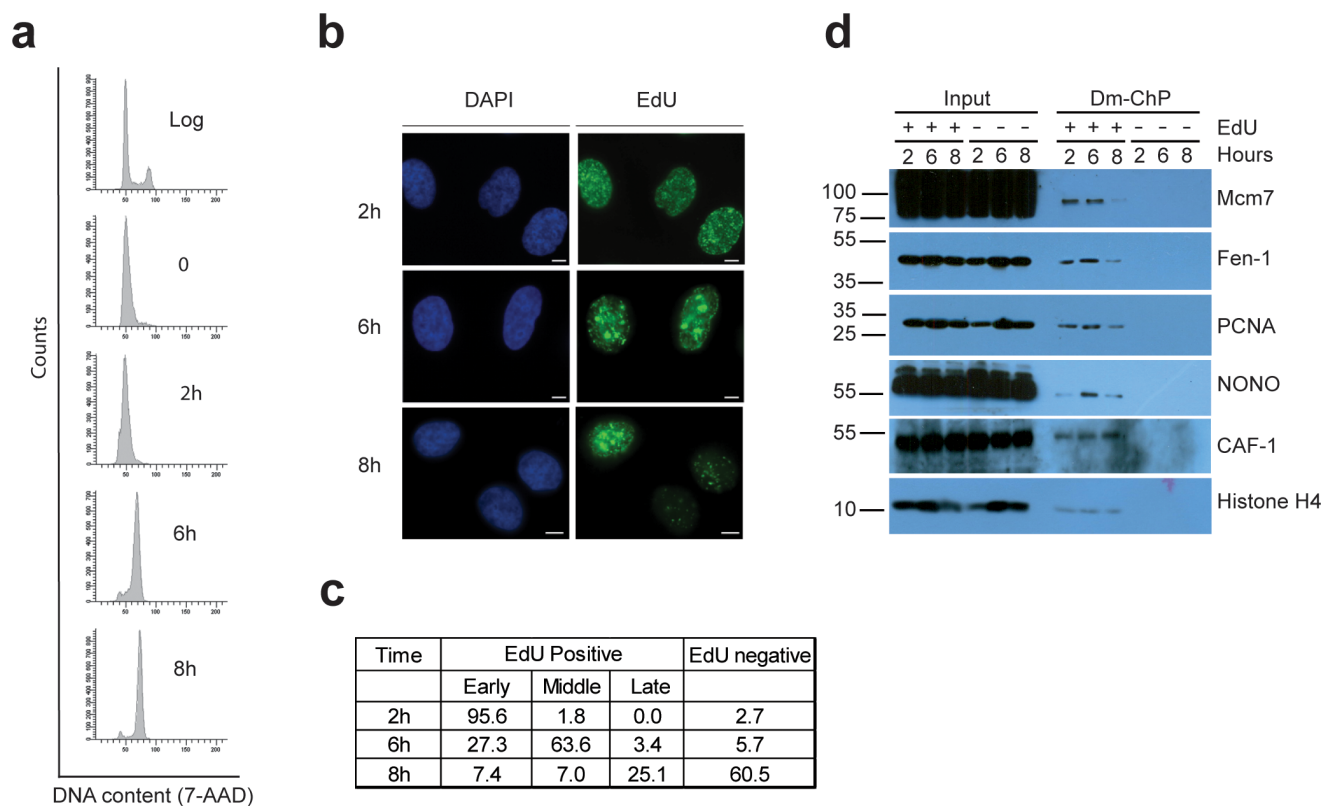 a
Log
0
2h
6h
8h
Counts
DNA content (7-AAD)
b
DAPI EdU
2h
6h
8h
c
Time EdU Positive EdU negative
Early Middle Late
2h 95.6 1.8 0.0 2.7
6h 27.3 63.6 3.4 5.7
8h 7.4 7.0 25.1 60.5
d
Input Dm-ChP
+ + + - - - + + + - - - EdU
2 6 8 2 6 8 2 6 8 2 6 8 Hours
100 Mcm7
75
55 Fen-1
35
35 PCNA
25
55 NONO
55 CAF-1
10 Histone H4